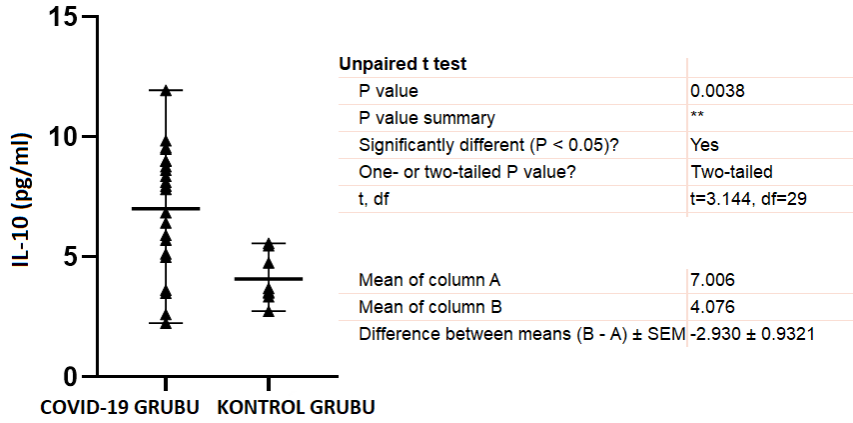 15
10
5
0
IL-10 (pg/ml)
COVID-19 GRUBU KONTROL GRUBU
Unpaired t test
P value 0.0038
P value summary **
Significantly different (P < 0.05)? Yes
One- or two-tailed P value? Two-tailed
t, df t=3.144, df=29
Mean of column A 7.006
Mean of column B 4.076
Difference between means (B - A) ± SEM -2.930 ± 0.9321